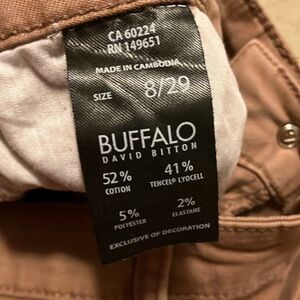 CA 60224
RN 149651
MADE IN CAMBODIA
SIZE 8/29
BUFFALO
DAVID BITTON
52% 41%
COTTON TENCEL® LYOCELL
5% 2%
POLYESTER ELASTANE
EXCLUSIVE OF DECORATION